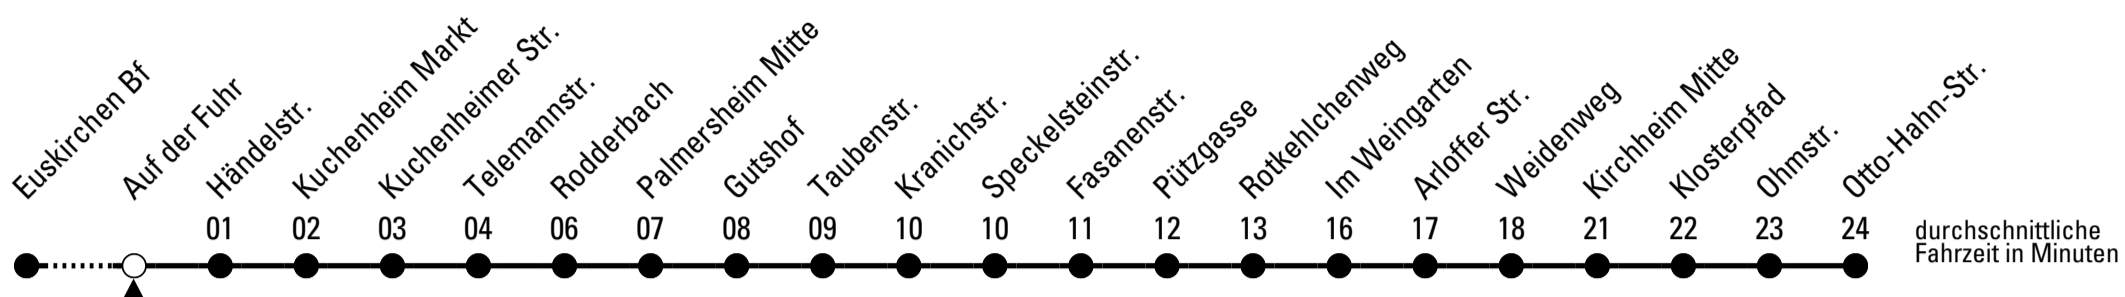 Euskirchen Bf
Auf der Fuhr
Händelstr.
Kuchenheim Markt
Kuchenheimer Str.
Telemannstr.
Rodderbach
Palmersheim Mitte
Gutshof
Taubenstr.
Kranichstr.
Speckelsteinstr.
Fasanenstr.
Pützgasse
Rotkehlchenweg
Im Weingarten
Arloffer Str.
Weidenweg
Kirchheim Mitte
Klosterpfad
Ohmstr.
Otto-Hahn-Str.
01 02 03 04 06 07 08 09 10 10 11 12 13 16 17 18 21 22 23 24
durchschnittliche
Fahrzeit in Minuten